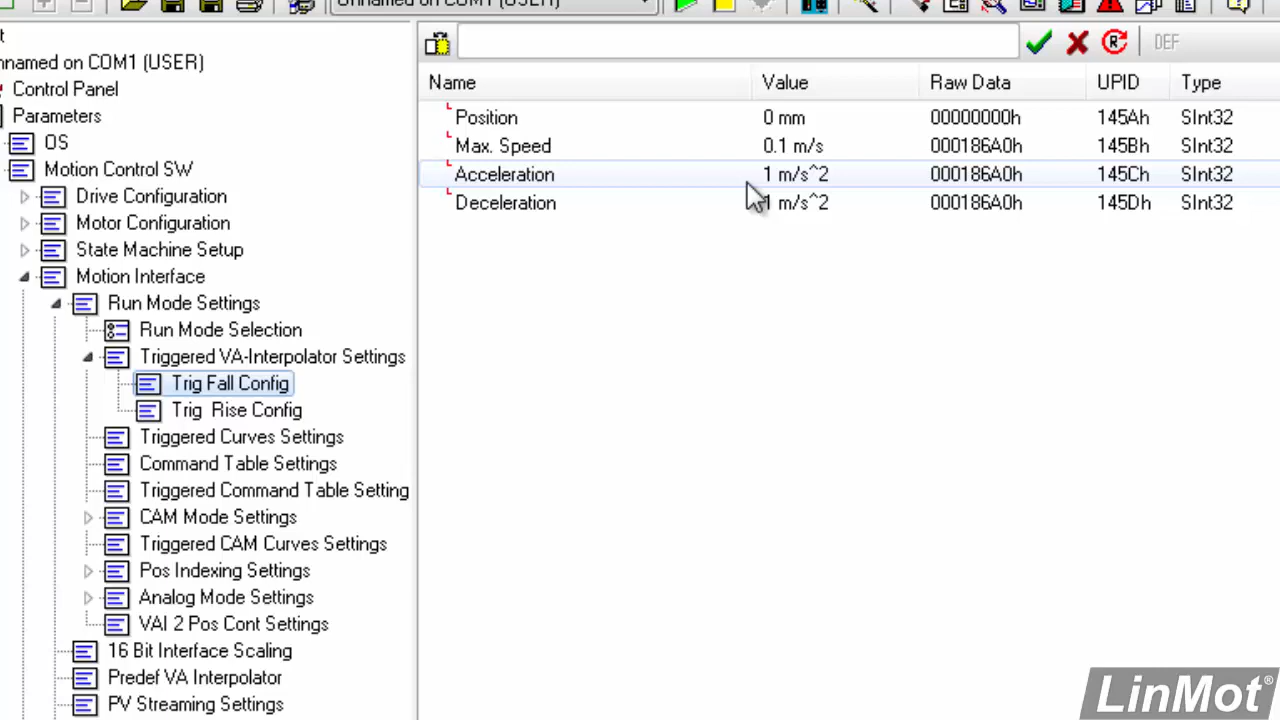 Unnamed on COM1 (USER)
t
nnamed on COM1 (USER)
Control Panel
Parameters
OS
Motion Control SW
Drive Configuration
Motor Configuration
State Machine Setup
Motion Interface
Run Mode Settings
Run Mode Selection
Triggered VA-Interpolator Settings
Trig Fall Config
Trig Rise Config
Triggered Curves Settings
Command Table Settings
Triggered Command Table Setting
CAM Mode Settings
Triggered CAM Curves Settings
Pos Indexing Settings
Analog Mode Settings
VAI 2 Pos Cont Settings
16 Bit Interface Scaling
Predef VA Interpolator
PV Streaming Settings
DEF
Name Value Raw Data UPID Type
Position 0 mm 00000000h 145Ah SInt32
Max. Speed 0.1 m/s 000186A0h 145Bh SInt32
Acceleration 1 m/s^2 000186A0h 145Ch SInt32
Deceleration 1 m/s^2 000186A0h 145Dh SInt32
LinMot®